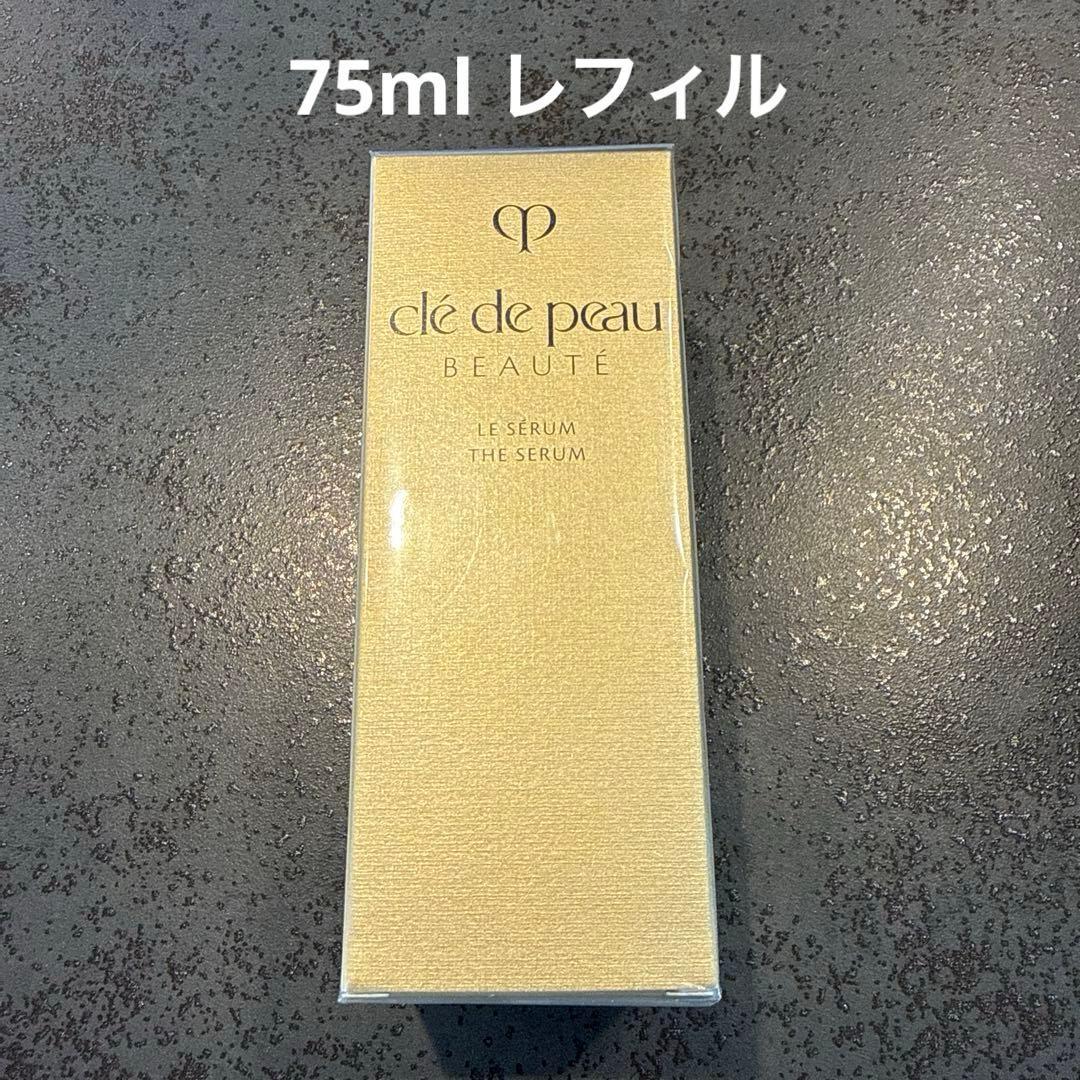 75ml レフィル
clé de peau
BEAUTÉ
LE SÉRUM
THE SERUM